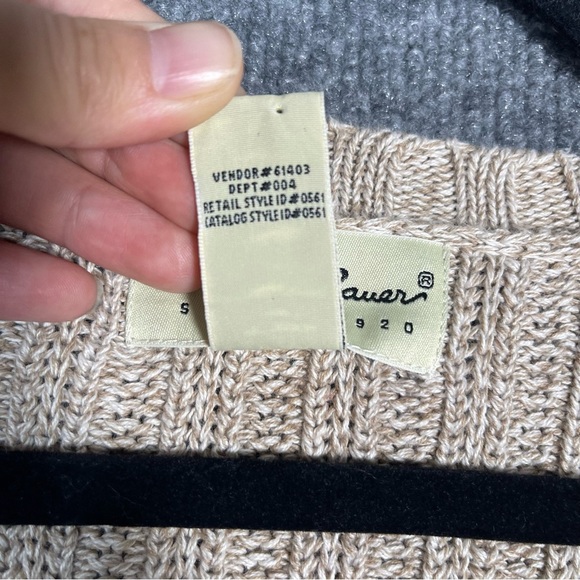 VENDOR#61403
DEPT#004
RETAIL STYLE ID#0561
CATALOG STYLE ID#0561
Bauer®
S 920